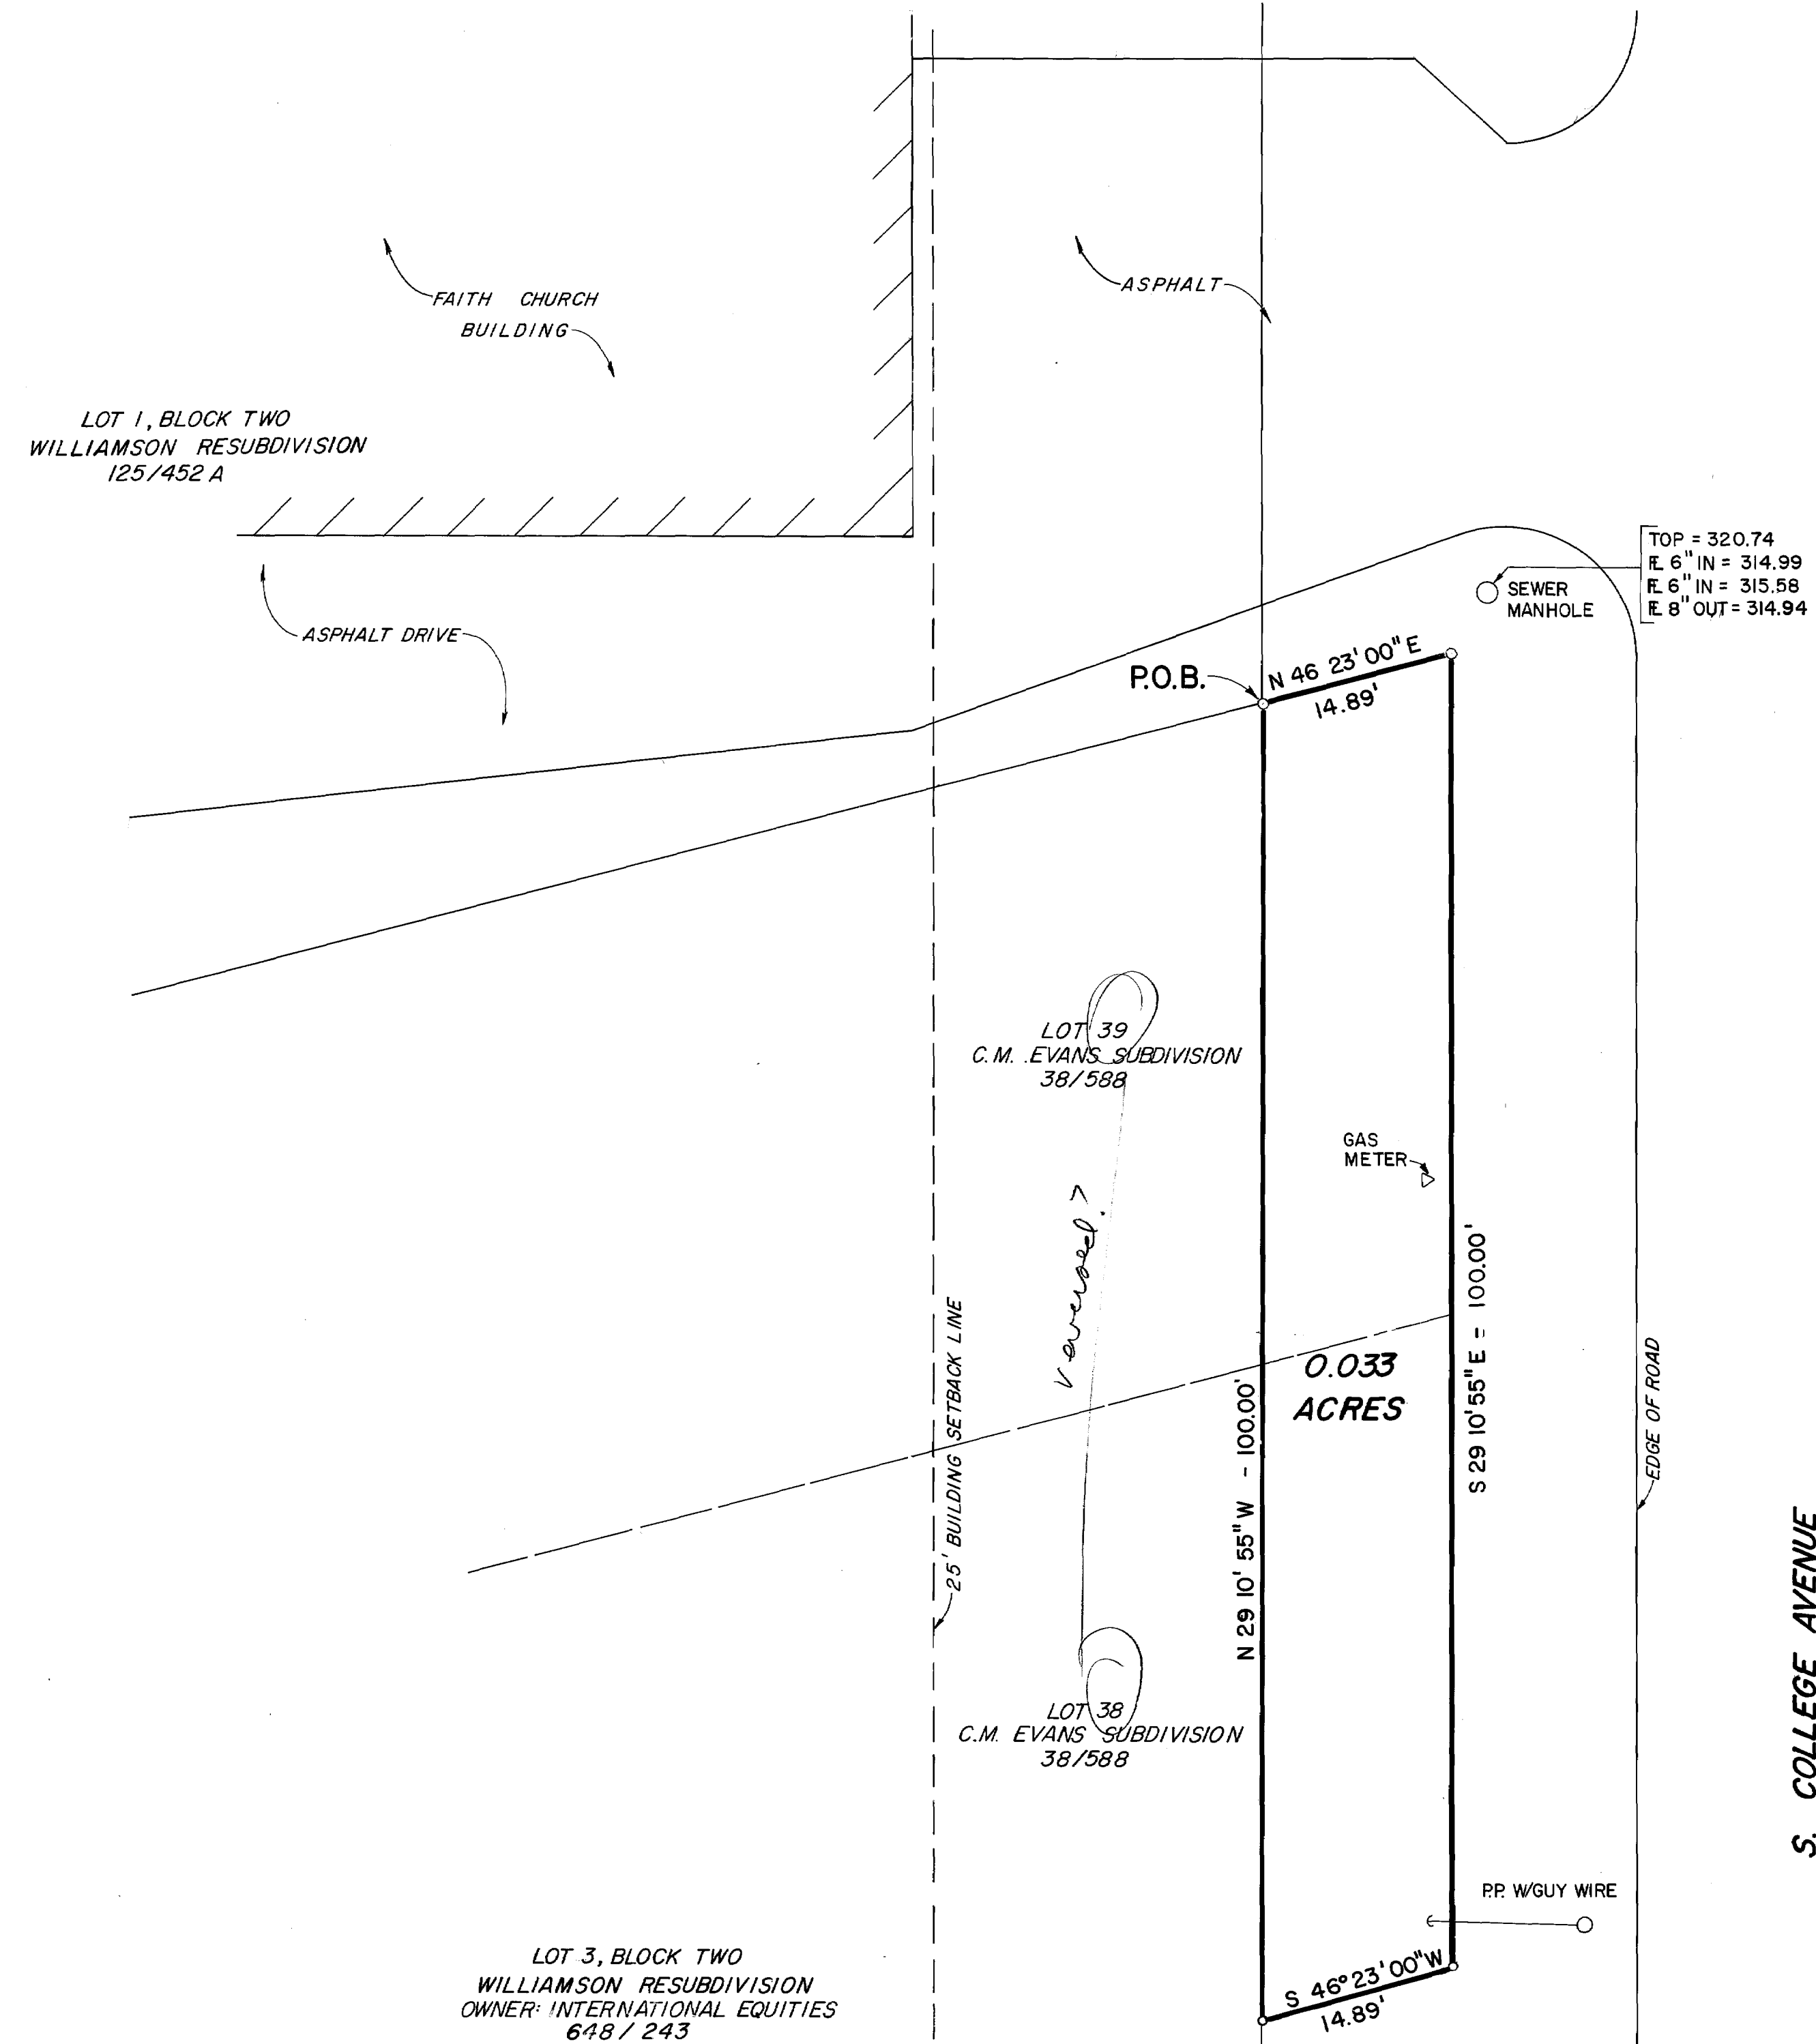 FAITH CHURCH
BUILDING
ASPHALT
LOT 1, BLOCK TWO
WILLIAMSON RESUBDIVISION
125/452 A
TOP = 320.74
FL 6" IN = 314.99
FL 6" IN = 315.58
FL 8" OUT = 314.94
SEWER
MANHOLE
ASPHALT DRIVE
P.O.B.
N 46 23' 00" E
14.89'
LOT 39
C.M. EVANS SUBDIVISION
38/588
GAS
METER
S 29 10' 55" E = 100.00'
25' BUILDING SETBACK LINE
0.033
ACRES
N 29 10' 55" W - 100.00'
EDGE OF ROAD
S. COLLEGE AVENUE
LOT 38
C.M. EVANS SUBDIVISION
38/588
P.P. W/GUY WIRE
LOT 3, BLOCK TWO
WILLIAMSON RESUBDIVISION
OWNER: INTERNATIONAL EQUITIES
648 / 243
S 46° 23' 00" W
14.89'